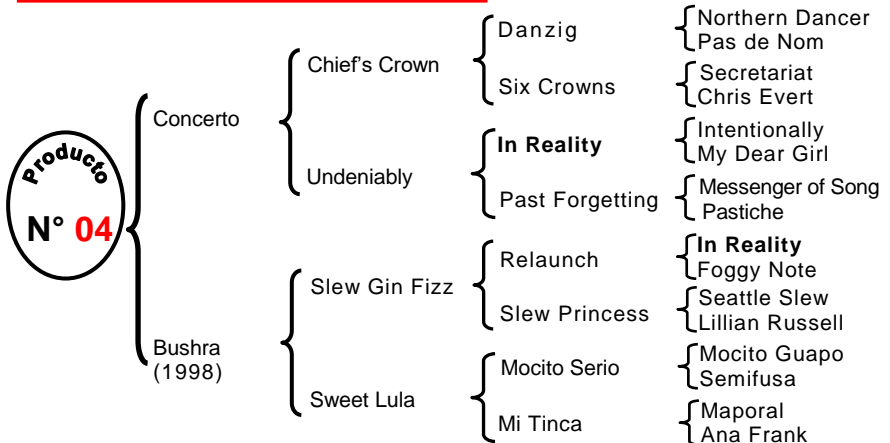 Producto
N° 04
Concerto
Bushra
(1998)
Chief's Crown
Undeniably
Slew Gin Fizz
Sweet Lula
Danzig
Six Crowns
In Reality
Past Forgetting
Relaunch
Slew Princess
Mocito Serio
Mi Tinca
Northern Dancer
Pas de Nom
Secretariat
Chris Evert
Intentionally
My Dear Girl
Messenger of Song
Pastiche
In Reality
Foggy Note
Seattle Slew
Lillian Russell
Mocito Guapo
Semifusa
Maporal
Ana Frank